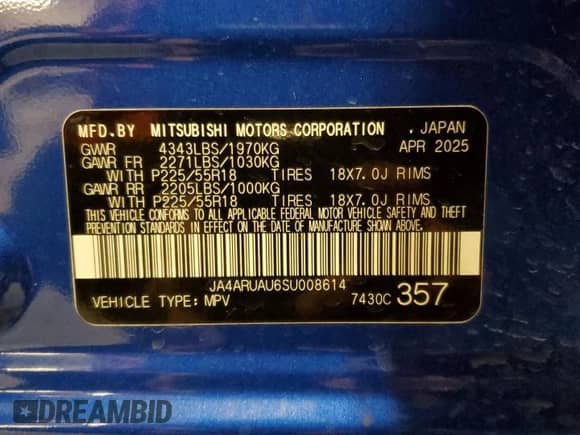 MFD.BY MITSUBISHI MOTORS CORPORATION . JAPAN
GVWR 4343LBS/1970KG APR 2025
GAWR FR 2271LBS/1030KG
WITH P225/55R18 TIRES 18X7.0J RIMS
GAWR RR 2205LBS/1000KG
WITH P225/55R18 TIRES 18X7.0J RIMS
THIS VEHICLE CONFORMS TO ALL APPLICABLE FEDERAL MOTOR VEHICLE SAFETY AND THEFT
PREVENTION STANDARDS IN EFFECT ON THE DATE OF MANUFACTURE SHOWN ABOVE.
JA4ARUAU6SU008614
VEHICLE TYPE:MPV 7430C 357
DREAMBID